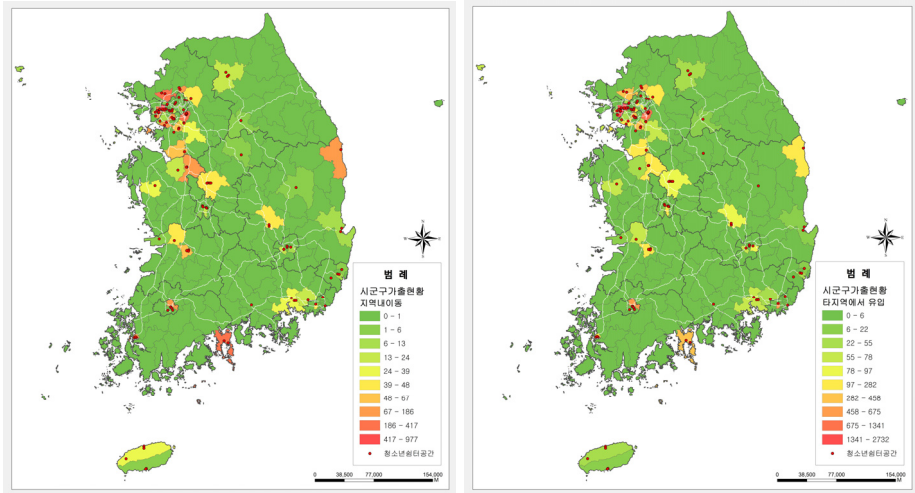 범 례
시군구가출현황
지역내이동
0 – 1
1 – 6
6 – 13
13 – 24
24 – 39
39 – 48
48 – 67
67 – 186
186 – 417
417 – 977
청소년쉼터공간
0 38,500 77,000 154,000
M
범 례
시군구가출현황
타지역에서 유입
0 – 6
6 – 22
22 – 55
55 – 78
78 – 97
97 – 282
282 – 458
458 – 675
675 – 1341
1341 – 2732
청소년쉼터공간
0 38,500 77,000 154,000
M